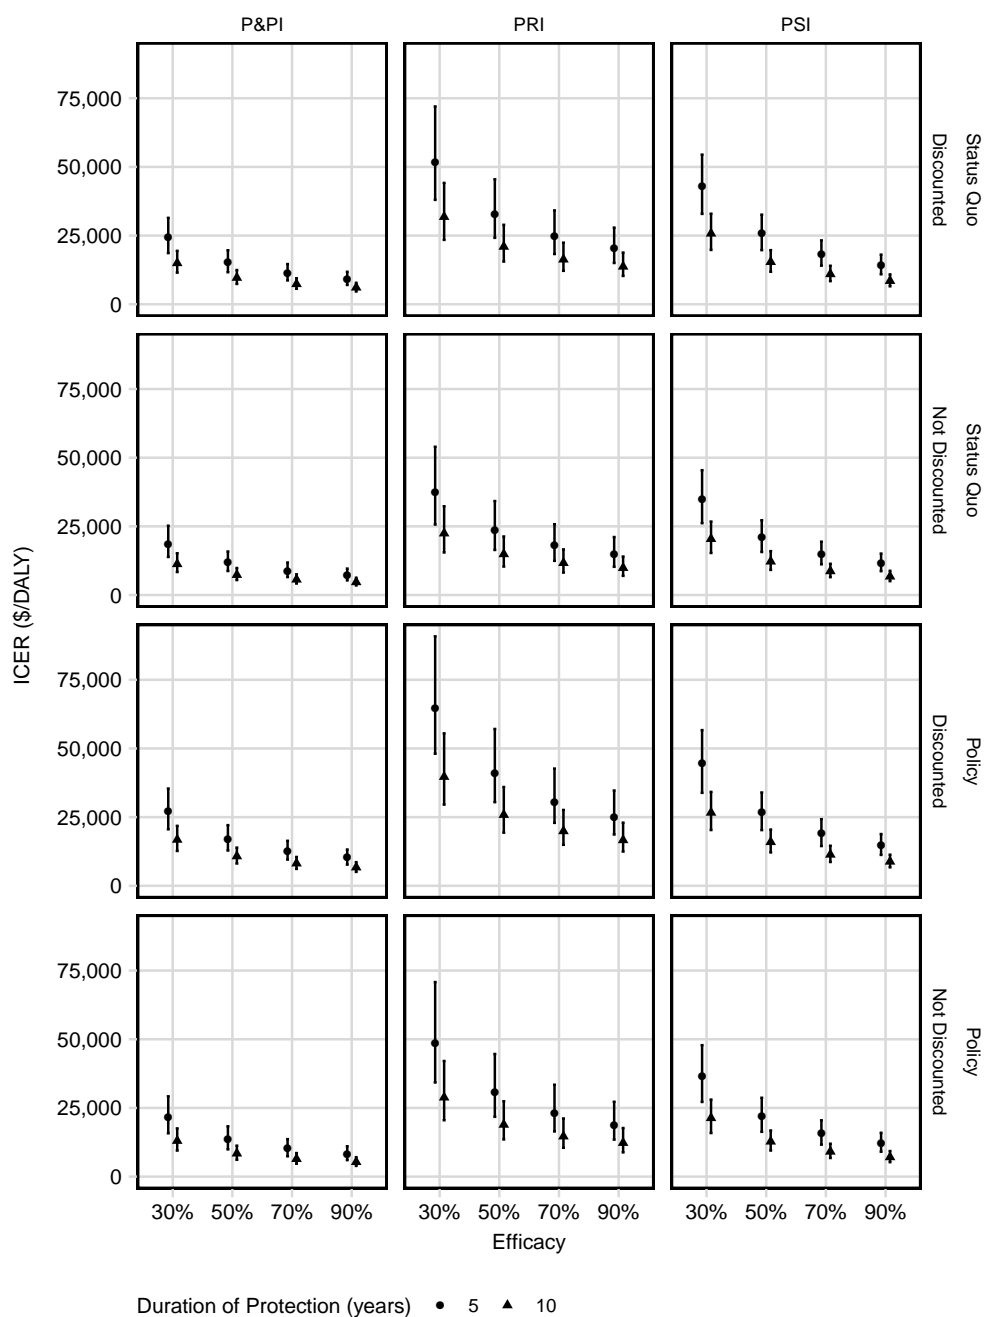 P&PI PRI PSI
75,000
50,000
25,000
0
Status Quo
Discounted
75,000
50,000
25,000
0
Status Quo
Not Discounted
ICER ($/DALY)
75,000
50,000
25,000
0
Policy
Discounted
75,000
50,000
25,000
0
Policy
Not Discounted
30% 50% 70% 90% 30% 50% 70% 90% 30% 50% 70% 90%
Efficacy
Duration of Protection (years) 5 10